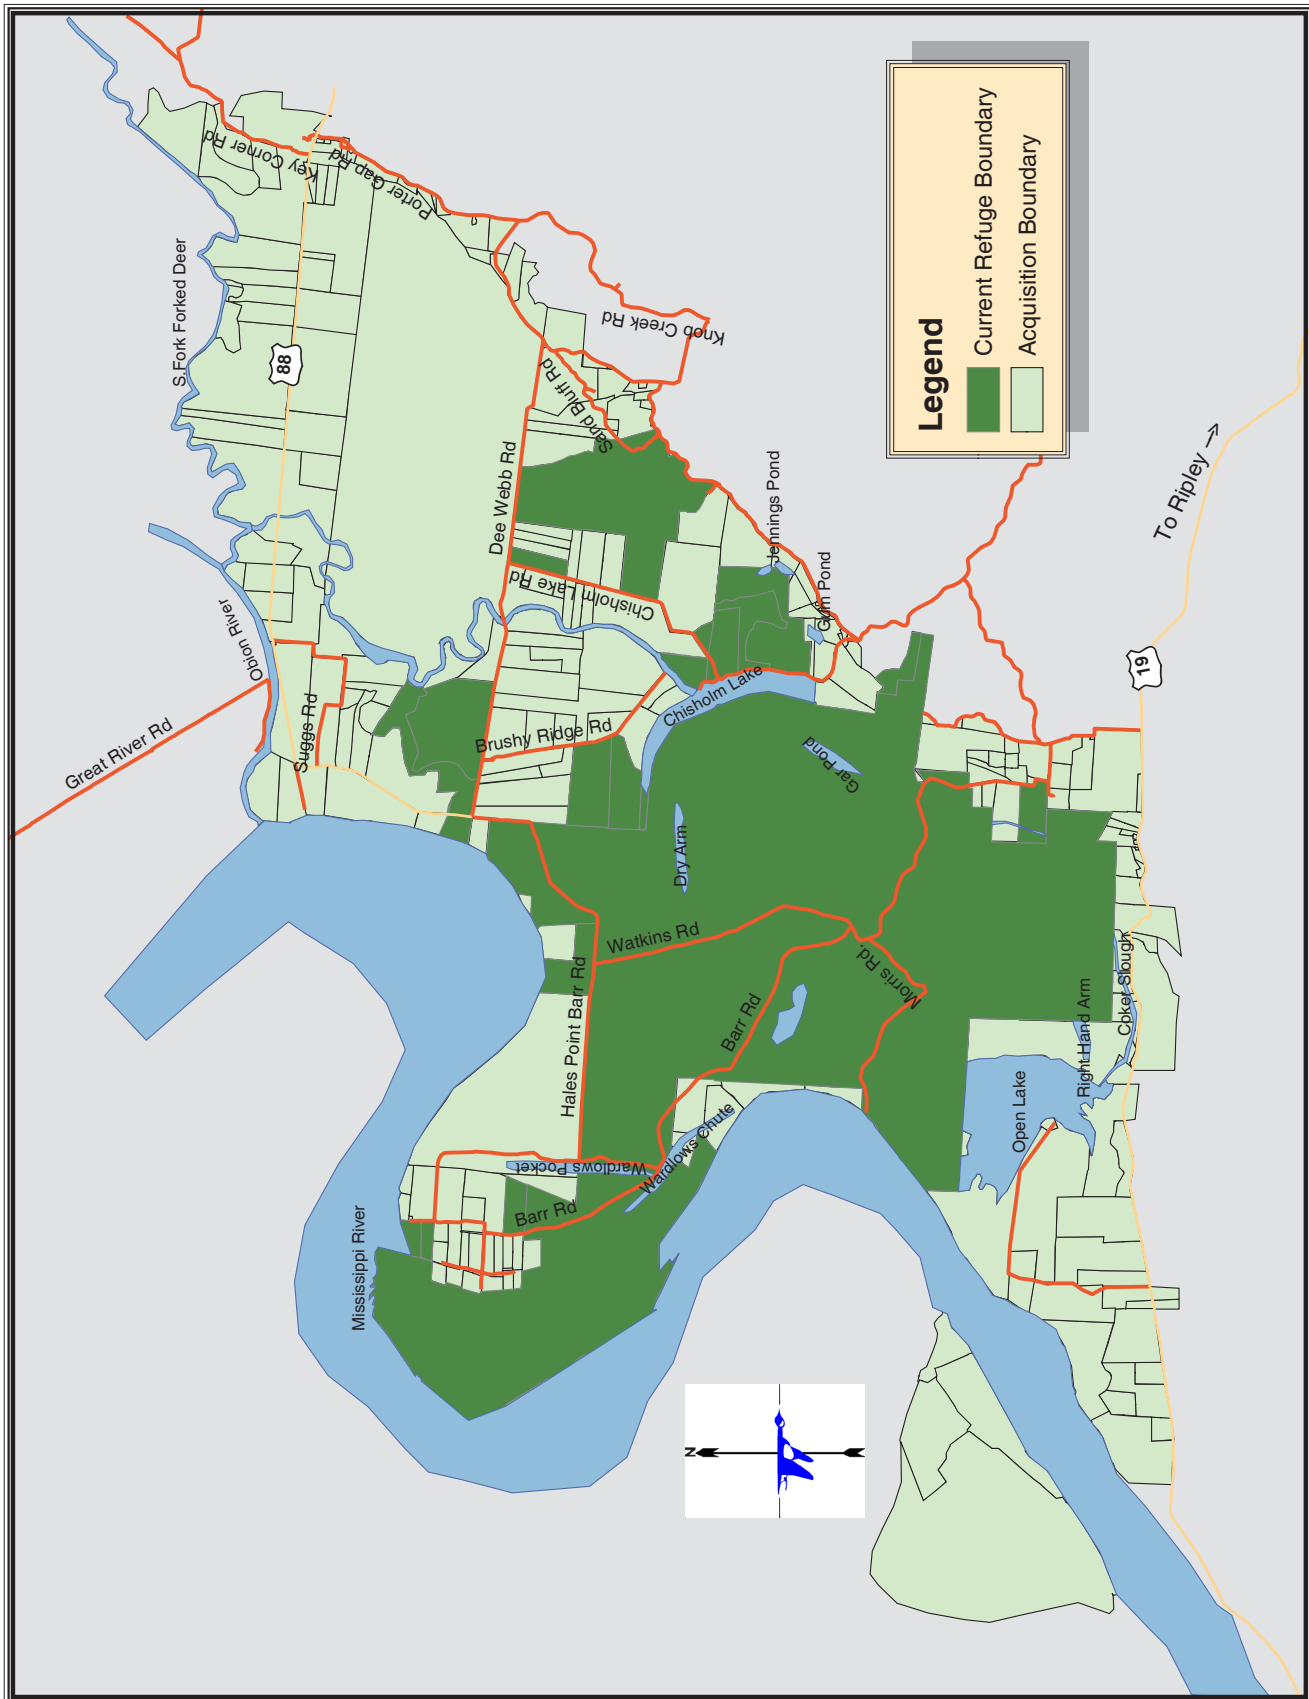 S.Fork Forked Deer
Key Corner Rd
Porter Gap Rd
88
Knob Creek Rd
Sand Bluff Rd
Dee Webb Rd
Chisholm Lake Rd
Jennings Pond
Gum Pond
Obion River
Great River Rd
Suggs Rd
Brushy Ridge Rd
Chisholm Lake
Gar Pond
Dry Arm
Watkins Rd
Hales Point Barr Rd
Barr Rd
Morris Rd.
Wardlows Pocket
Wardlows Chute
Barr Rd
Mississippi River
Open Lake
Right Hand Arm
Coker Slough
19
To Ripley
Legend
Current Refuge Boundary
Acquisition Boundary
N